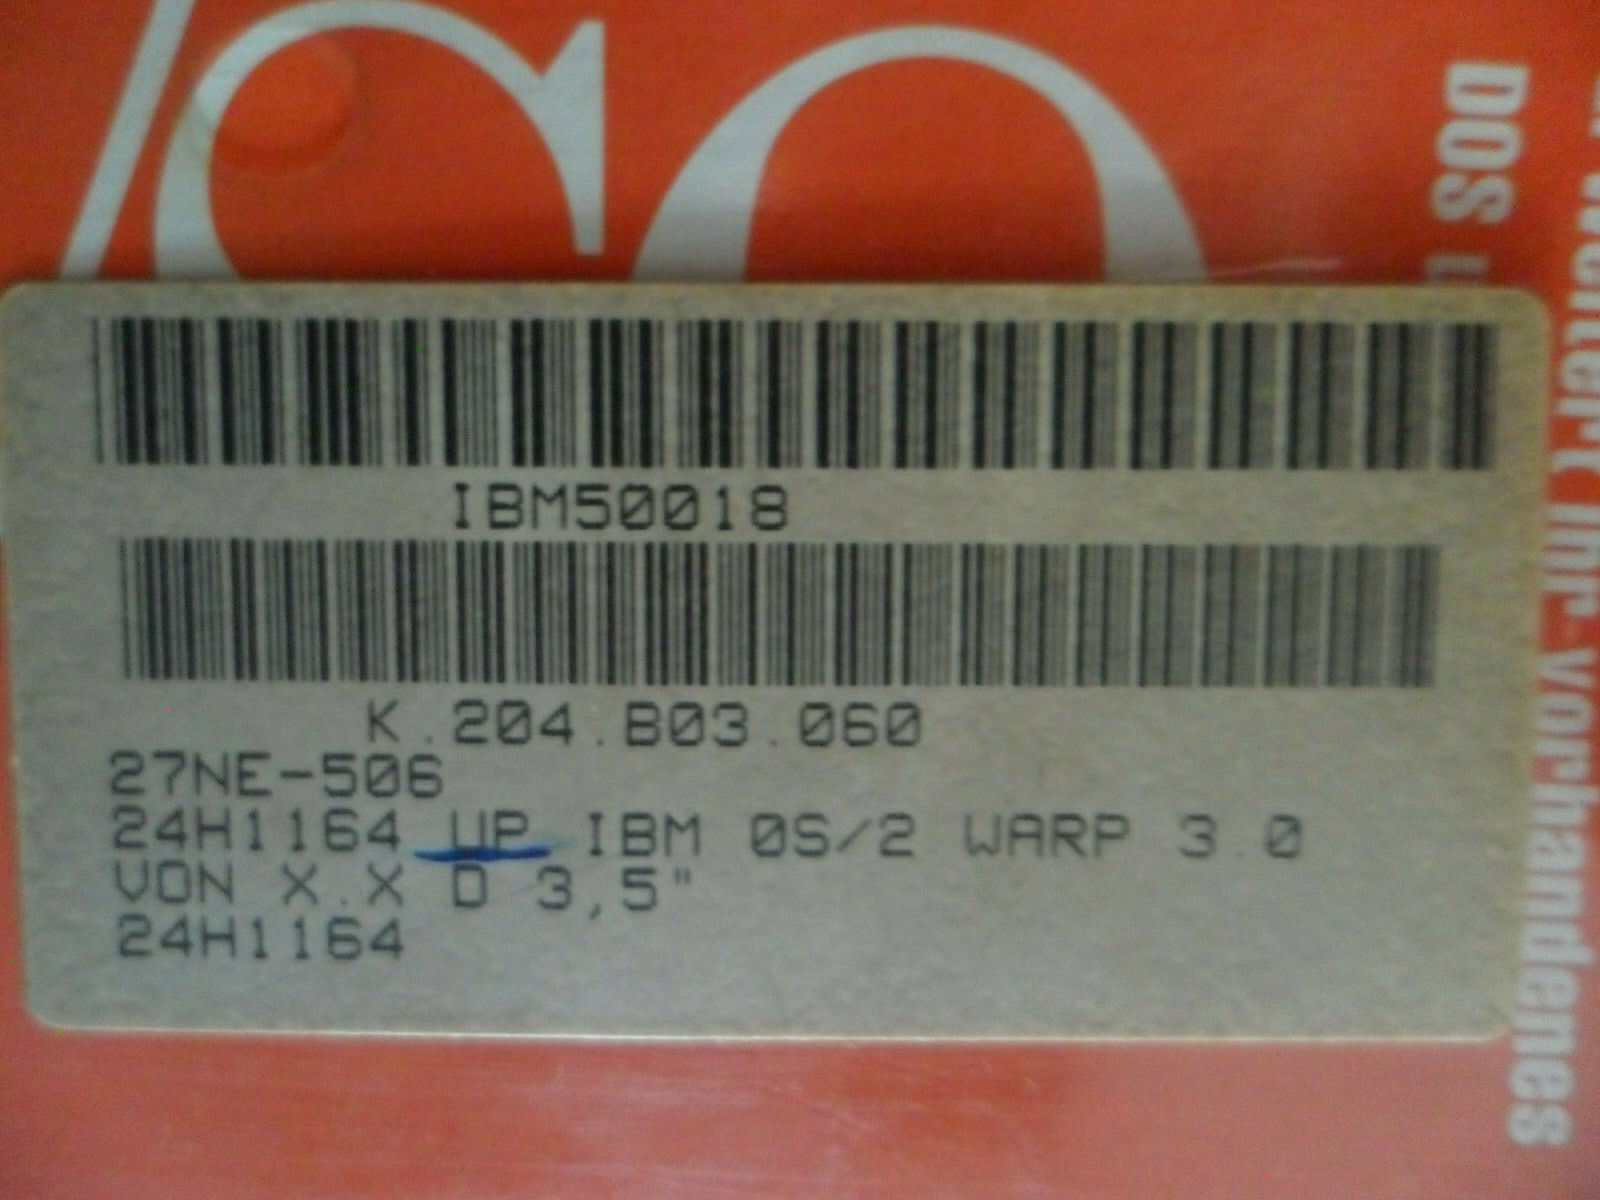 IBM50018
K.204.B03.060
27NE-506
24H1164 UP IBM OS/2 WARP 3.0
VON X.X D 3,5"
24H1164
erweitert Ihr vorhandenes
DOS